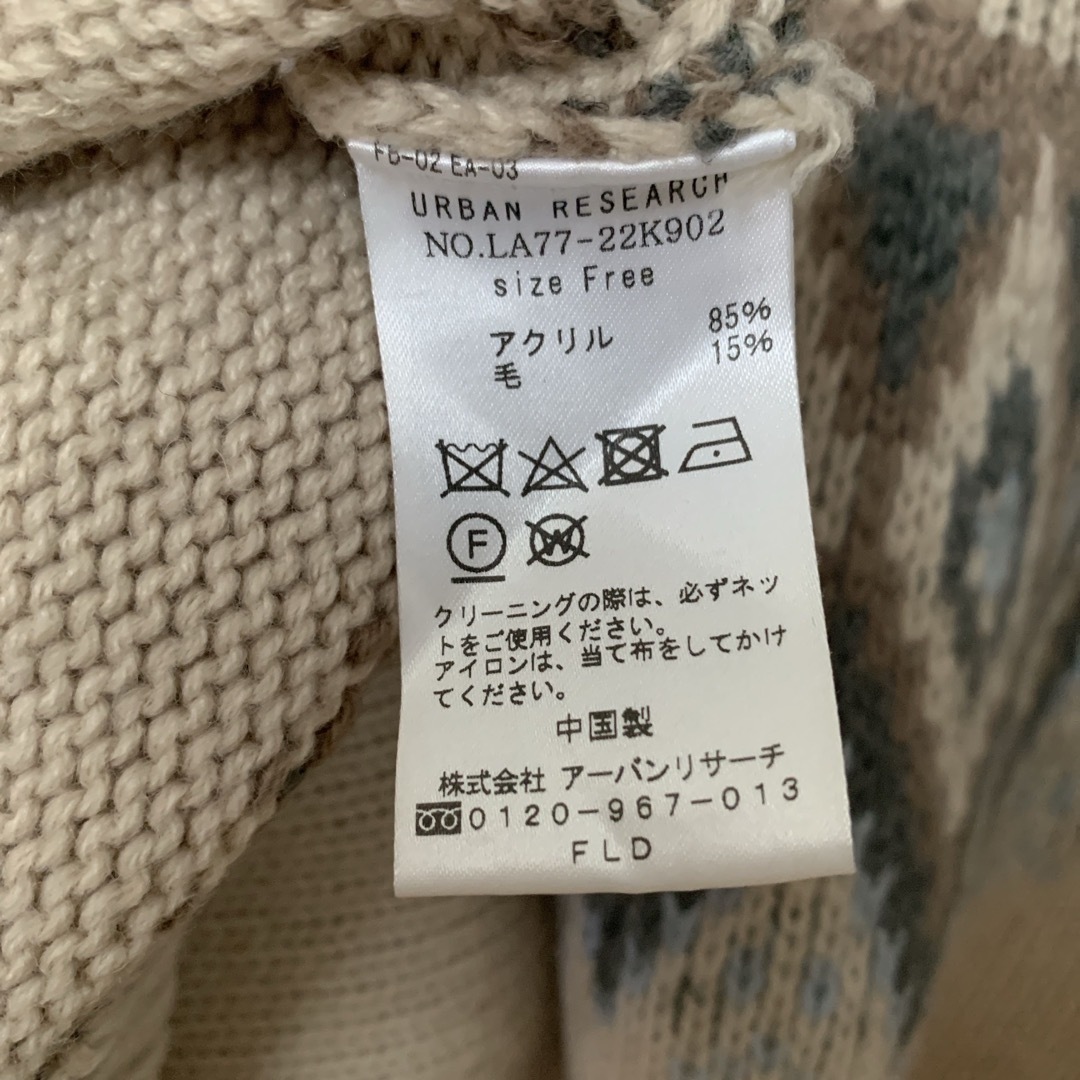 FB-02 EA-03
URBAN RESEARCH
NO.LA77-22K902
size Free
アクリル 85%
毛 15%
F W
クリーニングの際は、必ずネッ
トをご使用ください。
アイロンは、当て布をしてかけ
てください。
中国製
株式会社 アーバンリサーチ
0120-967-013
FLD